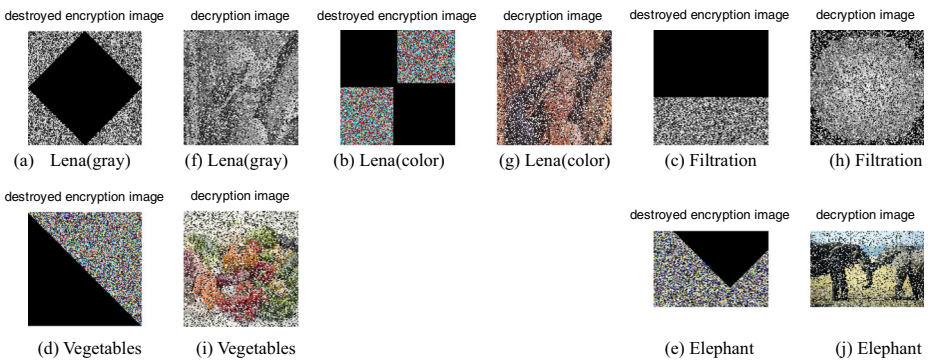 destroyed encryption image decryption image destroyed encryption image decryption image destroyed encryption image decryption image
(a) Lena(gray) (f) Lena(gray) (b) Lena(color) (g) Lena(color) (c) Filtration (h) Filtration
destroyed encryption image decryption image destroyed encryption image decryption image
(d) Vegetables (i) Vegetables (e) Elephant (j) Elephant